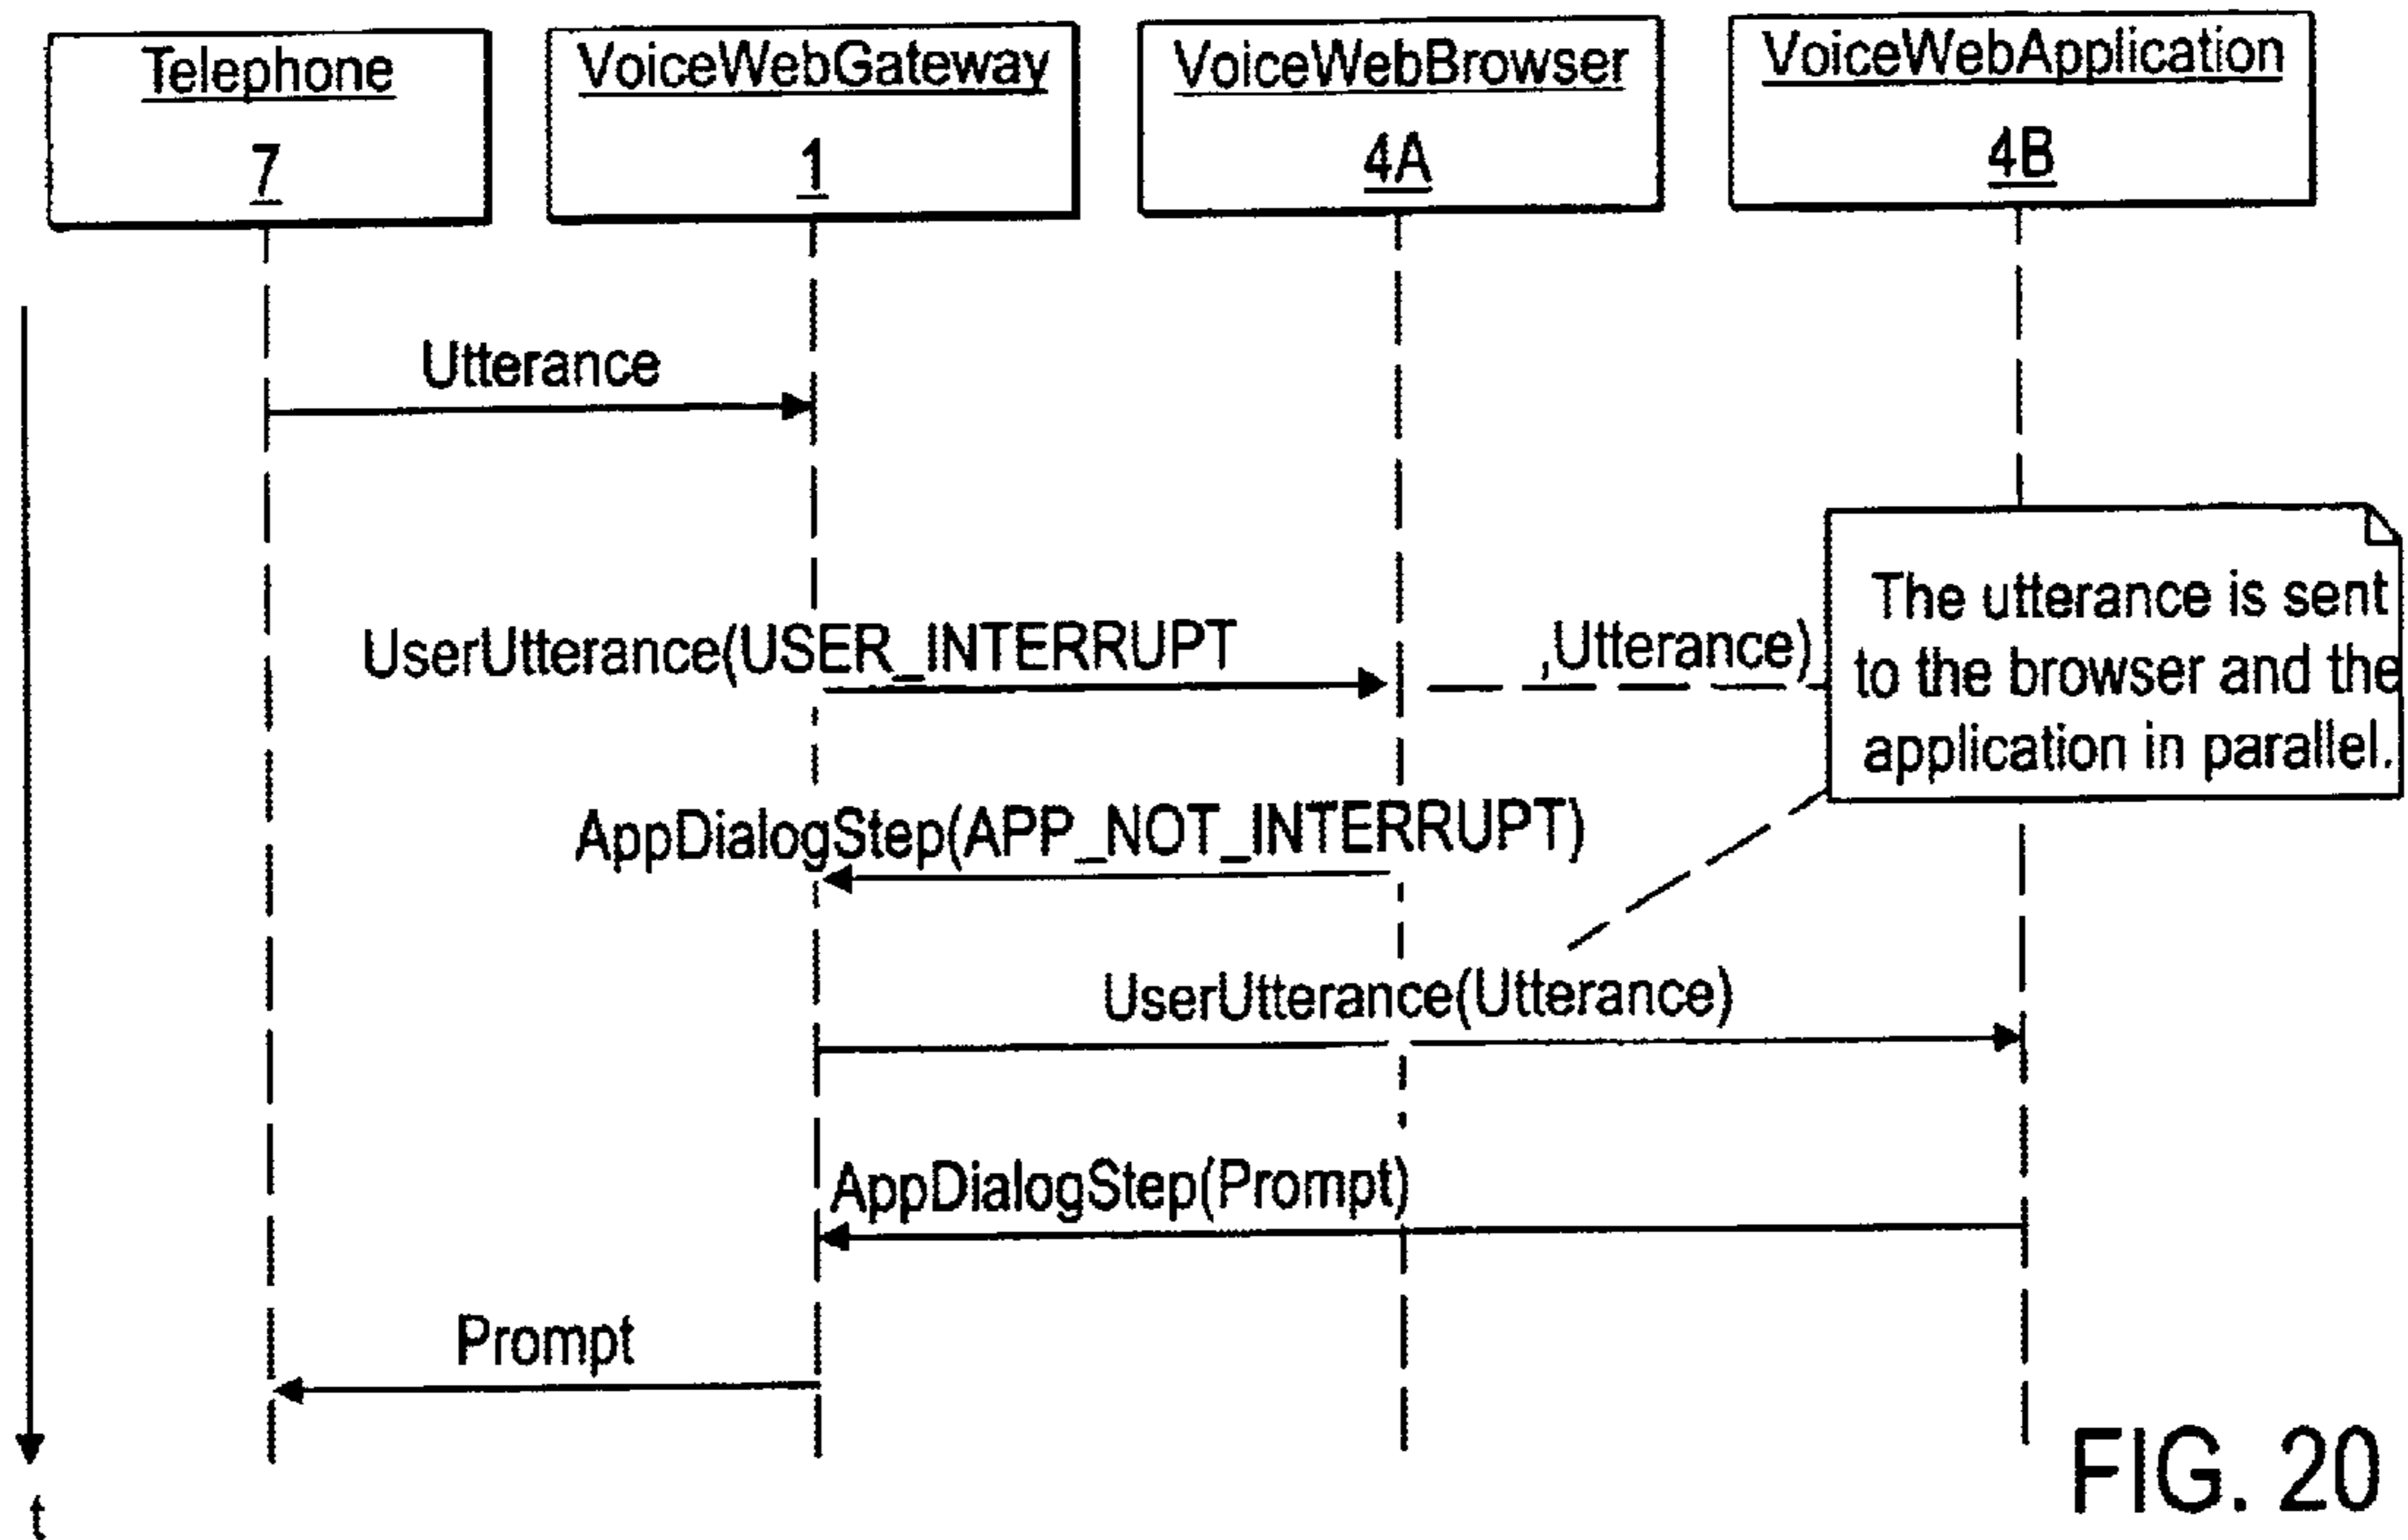 Telephone
7
VoiceWebGateway
1
VoiceWebBrowser
4A
VoiceWebApplication
4B
Utterance
UserUtterance(USER_INTERRUPT ,Utterance)
The utterance is sent
to the browser and the
application in parallel.
AppDialogStep(APP_NOT_INTERRUPT)
UserUtterance(Utterance)
AppDialogStep(Prompt)
Prompt
t
FIG. 20